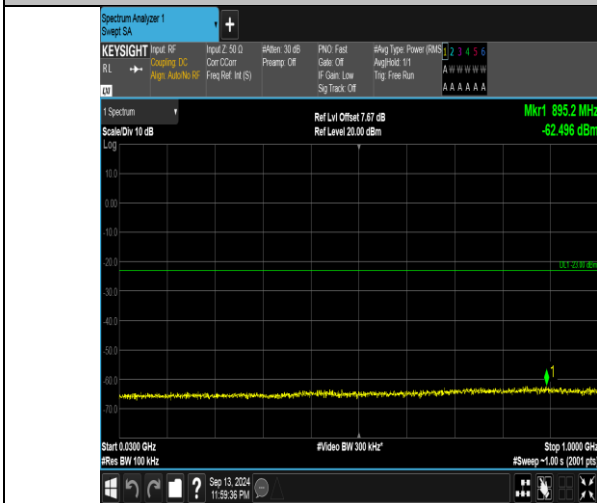 Spectrum Analyzer 1
Swept SA
+
KEYSIGHT
RL
Input: RF
Coupling: DC
Align: Auto/No RF
Input Z: 50 Ω
Corr CCorr
Freq Ref: Int (S)
#Atten: 30 dB
Preamp: Off
PNO: Fast
Gate: Off
IF Gain: Low
Sig Track: Off
#Avg Type: Power (RMS
Avg|Hold: 1/1
Trig: Free Run
1 2 3 4 5 6
A W W W W W
A A A A A A
1 Spectrum
Scale/Div 10 dB
Ref Lvl Offset 7.67 dB
Ref Level 20.00 dBm
Mkr1 895.2 MHz
-62.496 dBm
Log
10.0
0.00
-10.0
-20.0
DL1 -23.00 dBm
-30.0
-40.0
-50.0
1
-60.0
-70.0
Start 0.0300 GHz
#Res BW 100 kHz
#Video BW 300 kHz*
Stop 1.0000 GHz
#Sweep ~1.00 s (2001 pts)
?
Sep 13, 2024
11:59:36 PM